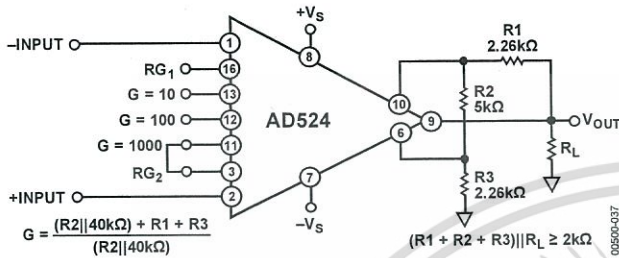 –INPUT
1
+VS
8
R1
2.26kΩ
RG1
16
G = 10
13
10
R2
5kΩ
G = 100
12
AD524
9
VOUT
G = 1000
11
6
RL
RG2
3
7
R3
2.26kΩ
+INPUT
2
–VS
G = (R2||40kΩ) + R1 + R3
(R2||40kΩ)
(R1 + R2 + R3)||RL ≥ 2kΩ
00500-037